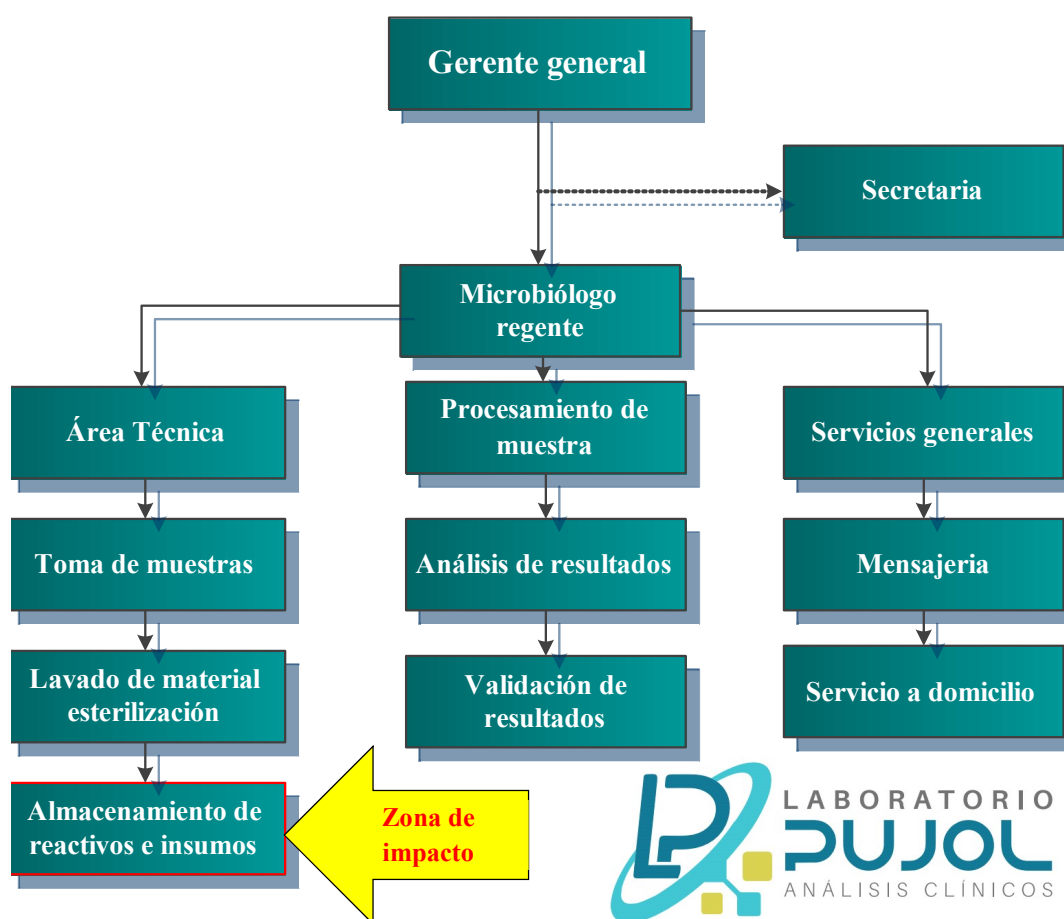 Gerente general
Secretaria
Microbiólogo
regente
Área Técnica
Procesamiento de
muestra
Servicios generales
Toma de muestras
Análisis de resultados
Mensajeria
Lavado de material
esterilización
Validación de
resultados
Servicio a domicilio
Almacenamiento de
reactivos e insumos
Zona de
impacto
LP
LABORATORIO
PUJOL
ANÁLISIS CLÍNICOS